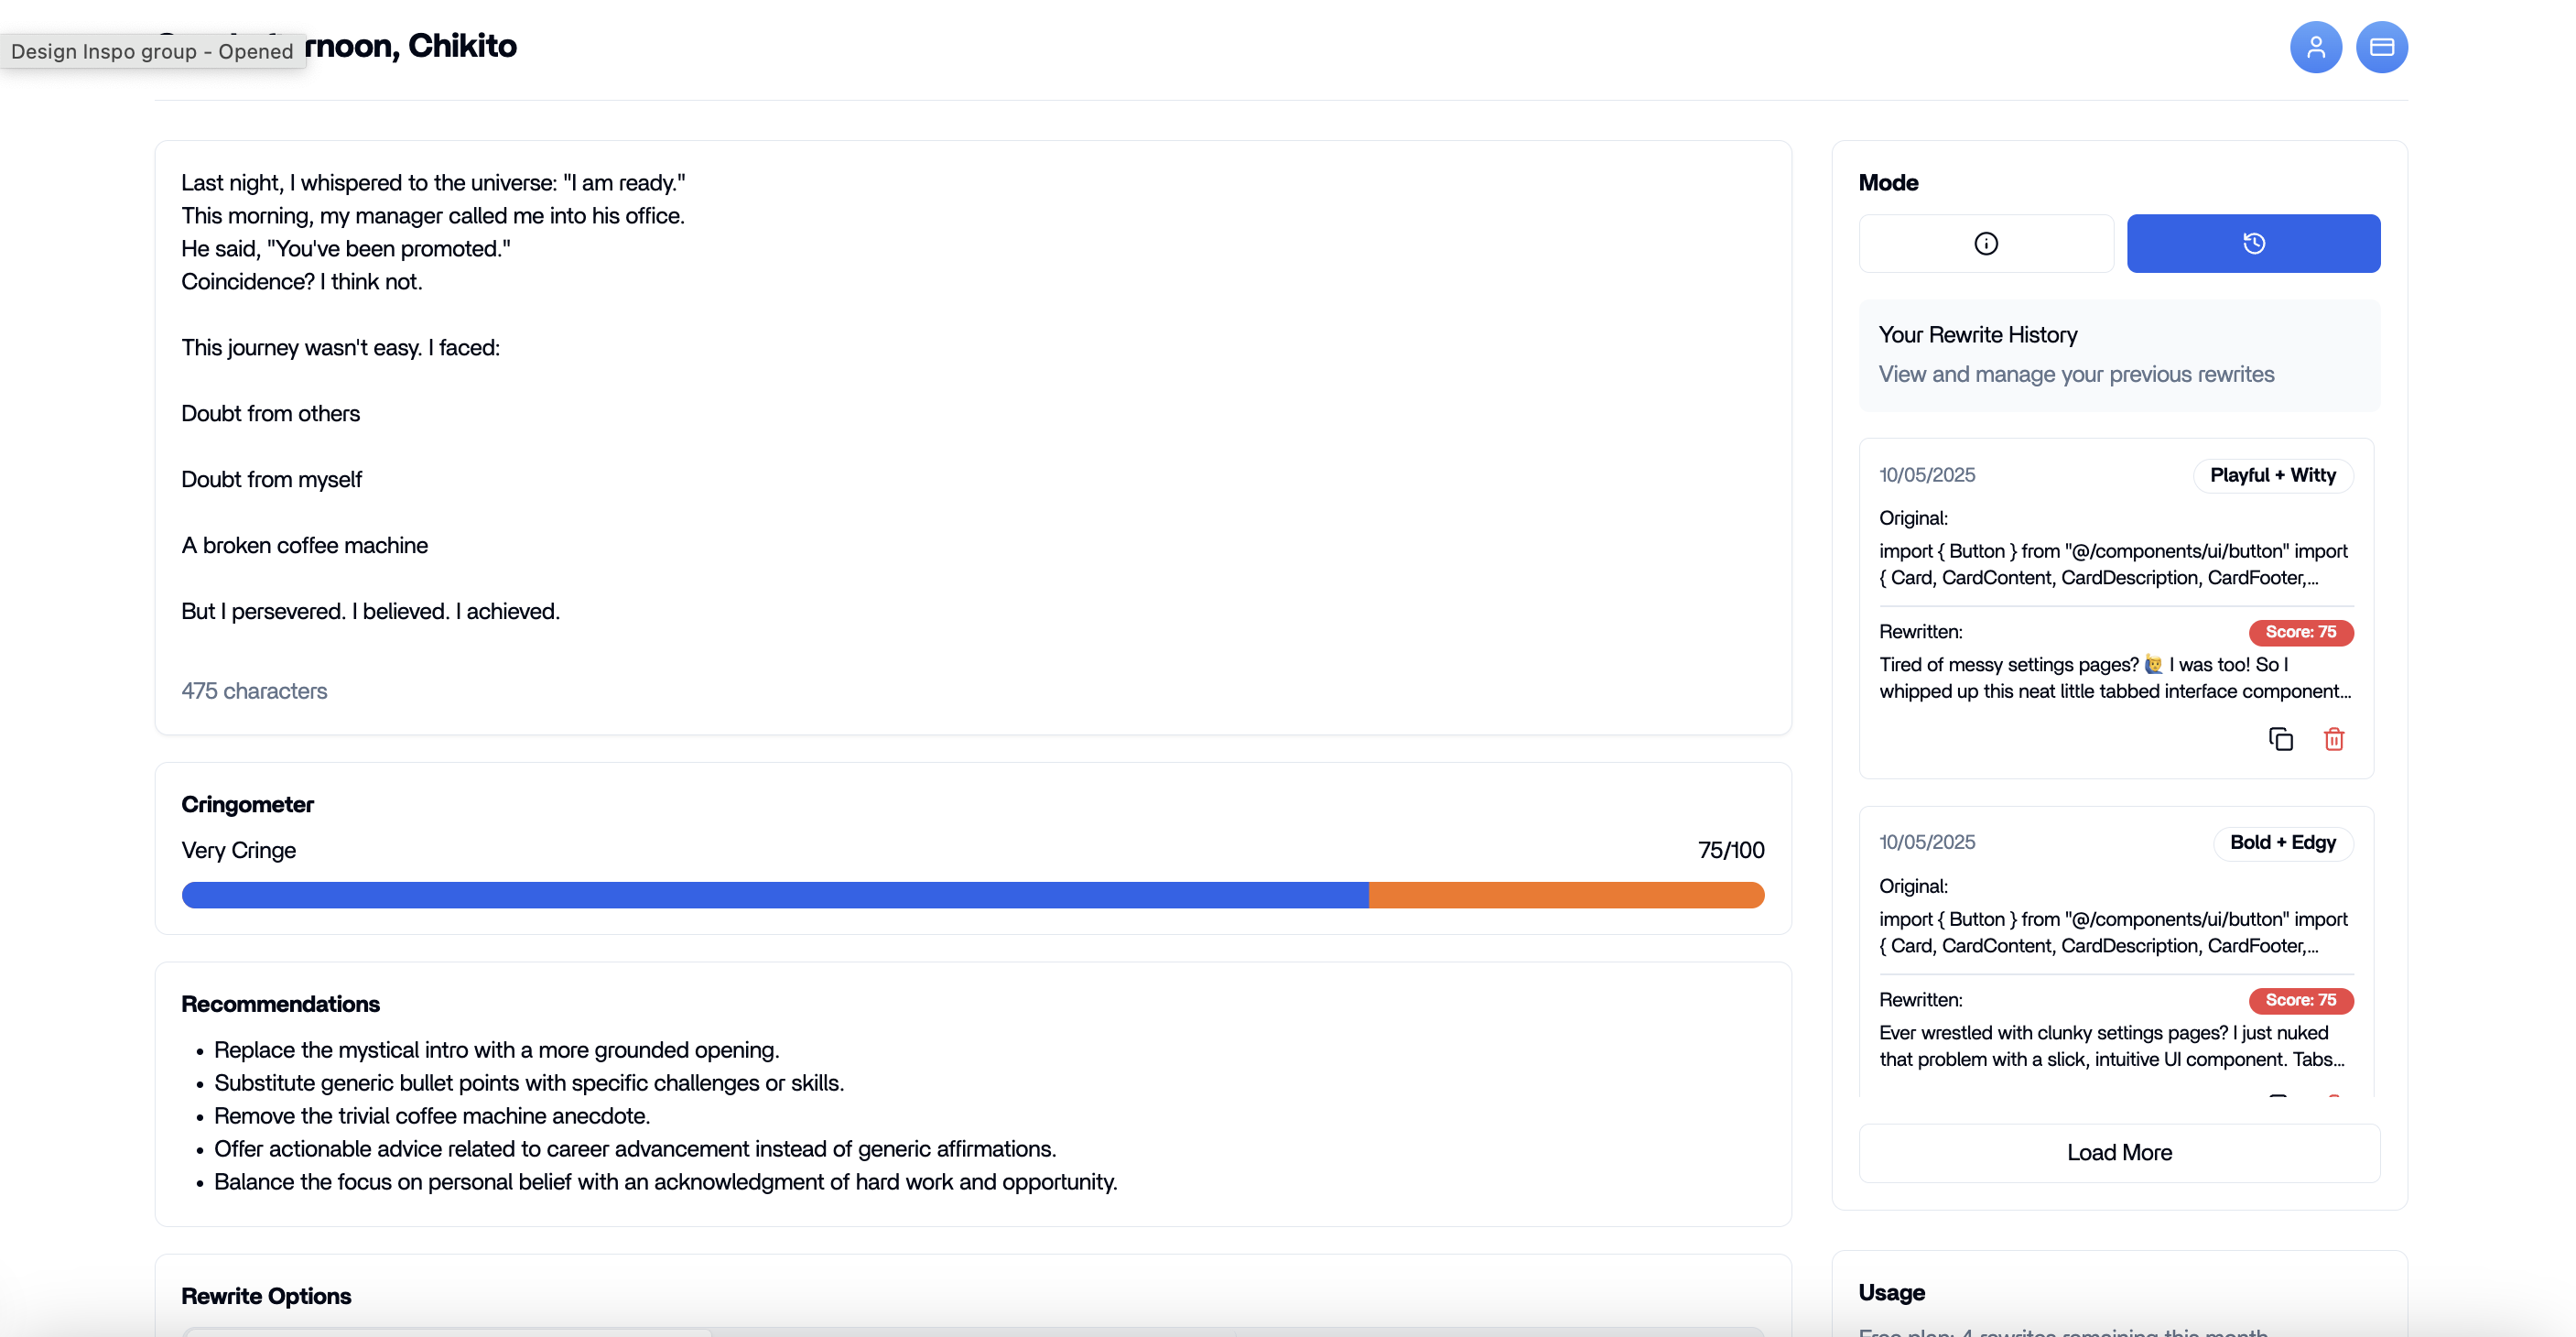 Design Inspo group - Opened
rnoon, Chikito
Last night, I whispered to the universe: "I am ready."
This morning, my manager called me into his office.
He said, "You've been promoted."
Coincidence? I think not.
This journey wasn't easy. I faced:
Doubt from others
Doubt from myself
A broken coffee machine
But I persevered. I believed. I achieved.
475 characters
Cringometer
Very Cringe
75/100
Recommendations
• Replace the mystical intro with a more grounded opening.
• Substitute generic bullet points with specific challenges or skills.
• Remove the trivial coffee machine anecdote.
• Offer actionable advice related to career advancement instead of generic affirmations.
• Balance the focus on personal belief with an acknowledgment of hard work and opportunity.
Rewrite Options
Mode
Your Rewrite History
View and manage your previous rewrites
10/05/2025
Playful + Witty
Original:
import { Button } from "@/components/ui/button" import
{ Card, CardContent, CardDescription, CardFooter,...
Rewritten:
Score: 75
Tired of messy settings pages? 🙋‍♂️ I was too! So I
whipped up this neat little tabbed interface component...
10/05/2025
Bold + Edgy
Original:
import { Button } from "@/components/ui/button" import
{ Card, CardContent, CardDescription, CardFooter,...
Rewritten:
Score: 75
Ever wrestled with clunky settings pages? I just nuked
that problem with a slick, intuitive UI component. Tabs...
Load More
Usage
Free plan: 4 rewrites remaining this month